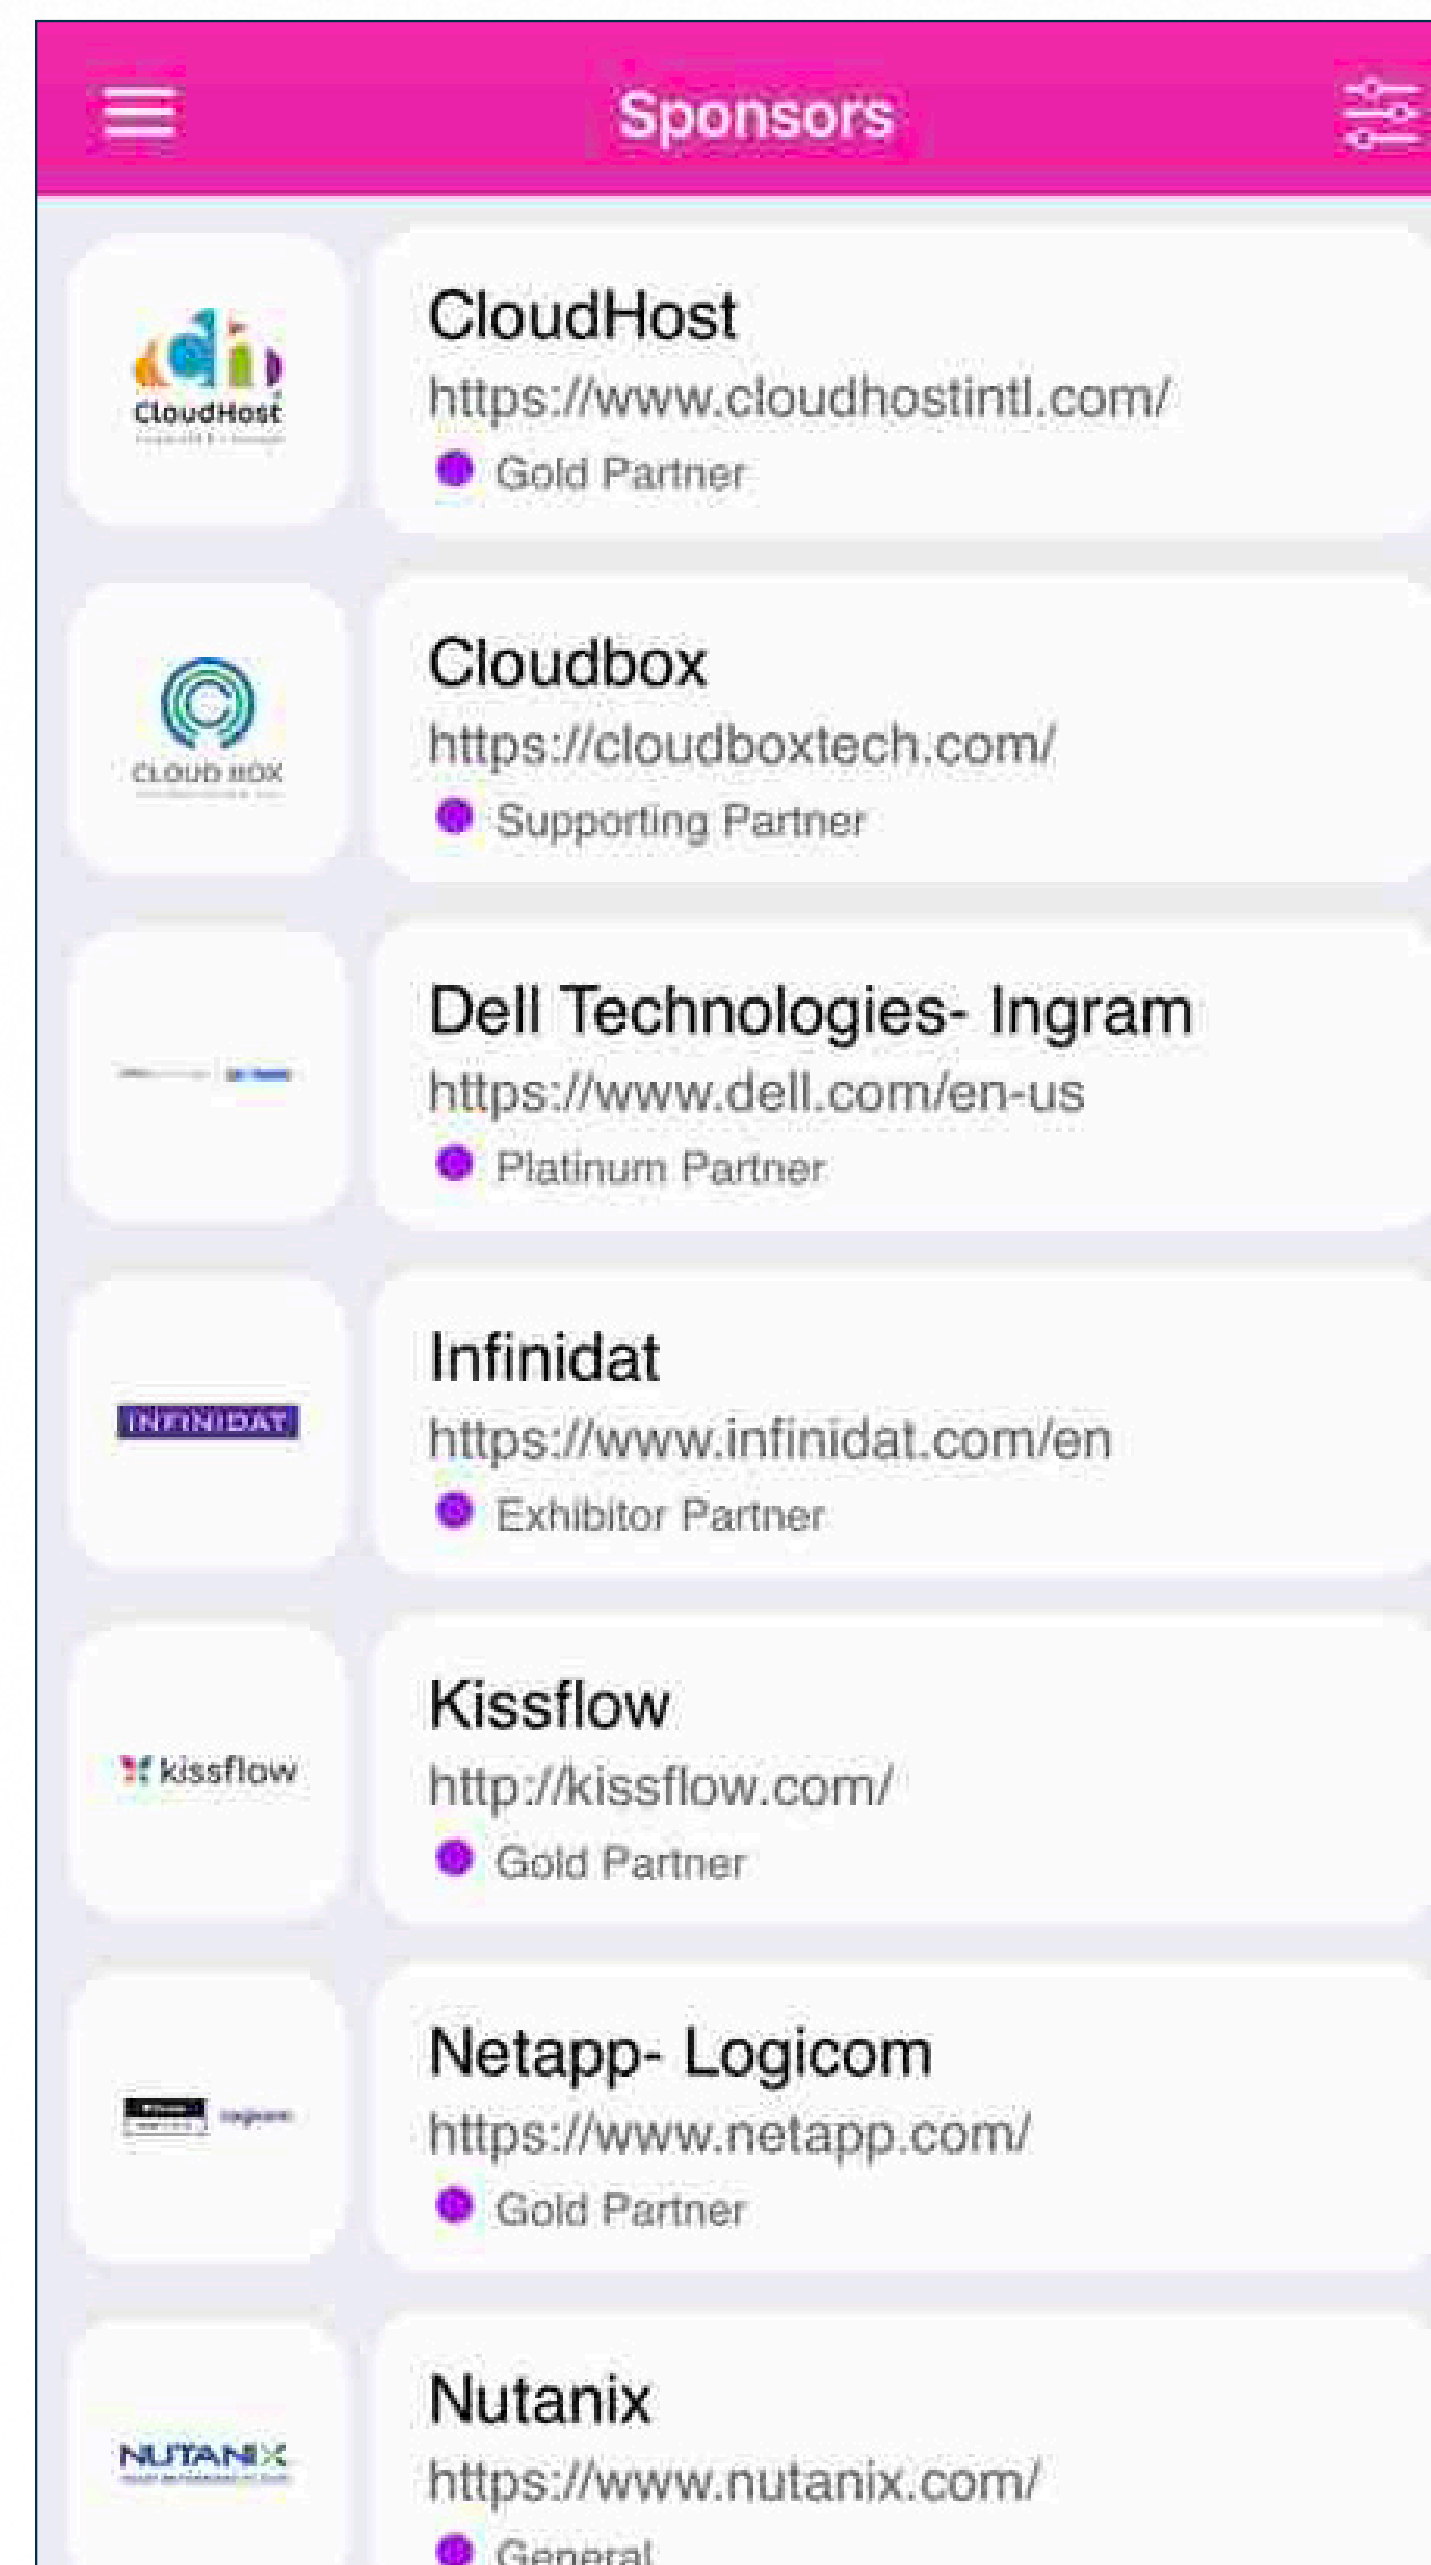 Sponsors
CloudHost
CloudHost
https://www.cloudhostintl.com/
Gold Partner
CLOUD BOX
Cloudbox
https://cloudboxtech.com/
Supporting Partner
Dell Technologies- Ingram
https://www.dell.com/en-us
Platinum Partner
INFINIDAT
Infinidat
https://www.infinidat.com/en
Exhibitor Partner
kissflow
Kissflow
http://kissflow.com/
Gold Partner
Logicom
Netapp- Logicom
https://www.netapp.com/
Gold Partner
NUTANIX
Nutanix
https://www.nutanix.com/
General